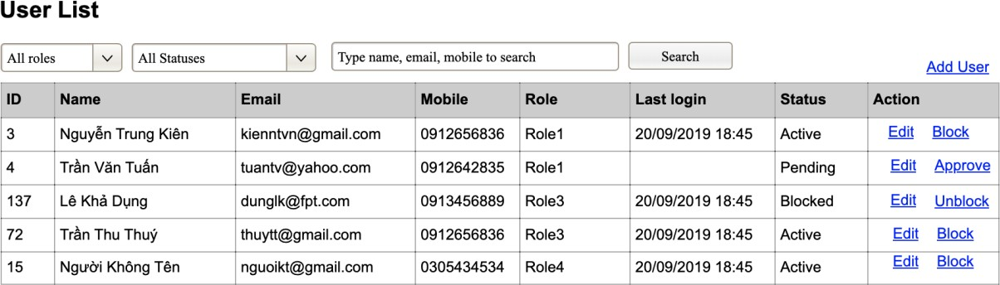 User List
All roles All Statuses Type name, email, mobile to search Search Add User
ID Name Email Mobile Role Last login Status Action
3 Nguyễn Trung Kiên kienntvn@gmail.com 0912656836 Role1 20/09/2019 18:45 Active Edit Block
4 Trần Văn Tuấn tuantv@yahoo.com 0912642835 Role1 Pending Edit Approve
137 Lê Khả Dụng dunglk@fpt.com 0913456889 Role3 20/09/2019 18:45 Blocked Edit Unblock
72 Trần Thu Thuý thuytt@gmail.com 0912656836 Role3 20/09/2019 18:45 Active Edit Block
15 Người Không Tên nguoikt@gmail.com 0305434534 Role4 20/09/2019 18:45 Active Edit Block